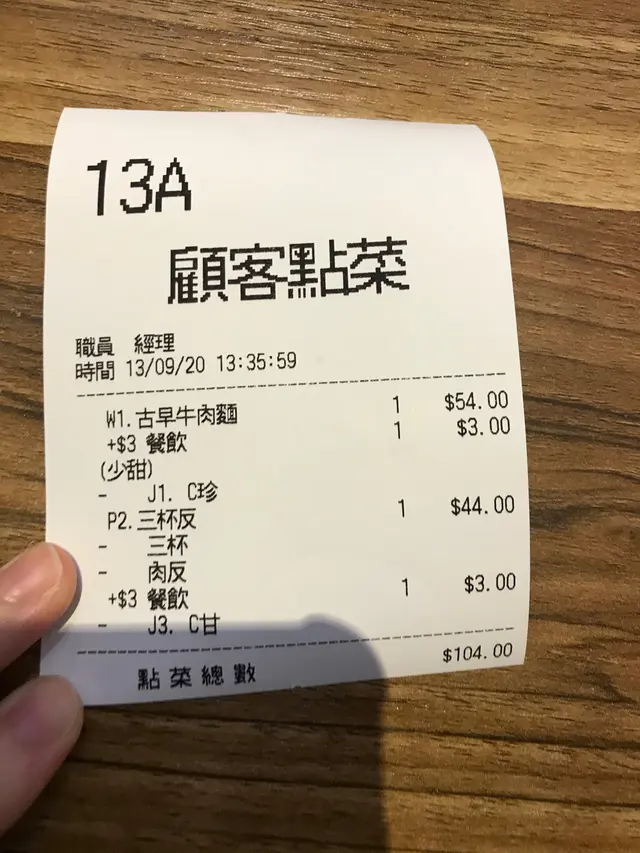 13A
顧客點菜
職員 經理
時間 13/09/20 13:35:59
W1.古早牛肉麵 1 $54.00
+$3 餐飲 1 $3.00
(少甜)
- J1. C珍
P2.三杯反 1 $44.00
- 三杯
- 肉反
+$3 餐飲 1 $3.00
- J3. C甘
點菜總數 $104.00